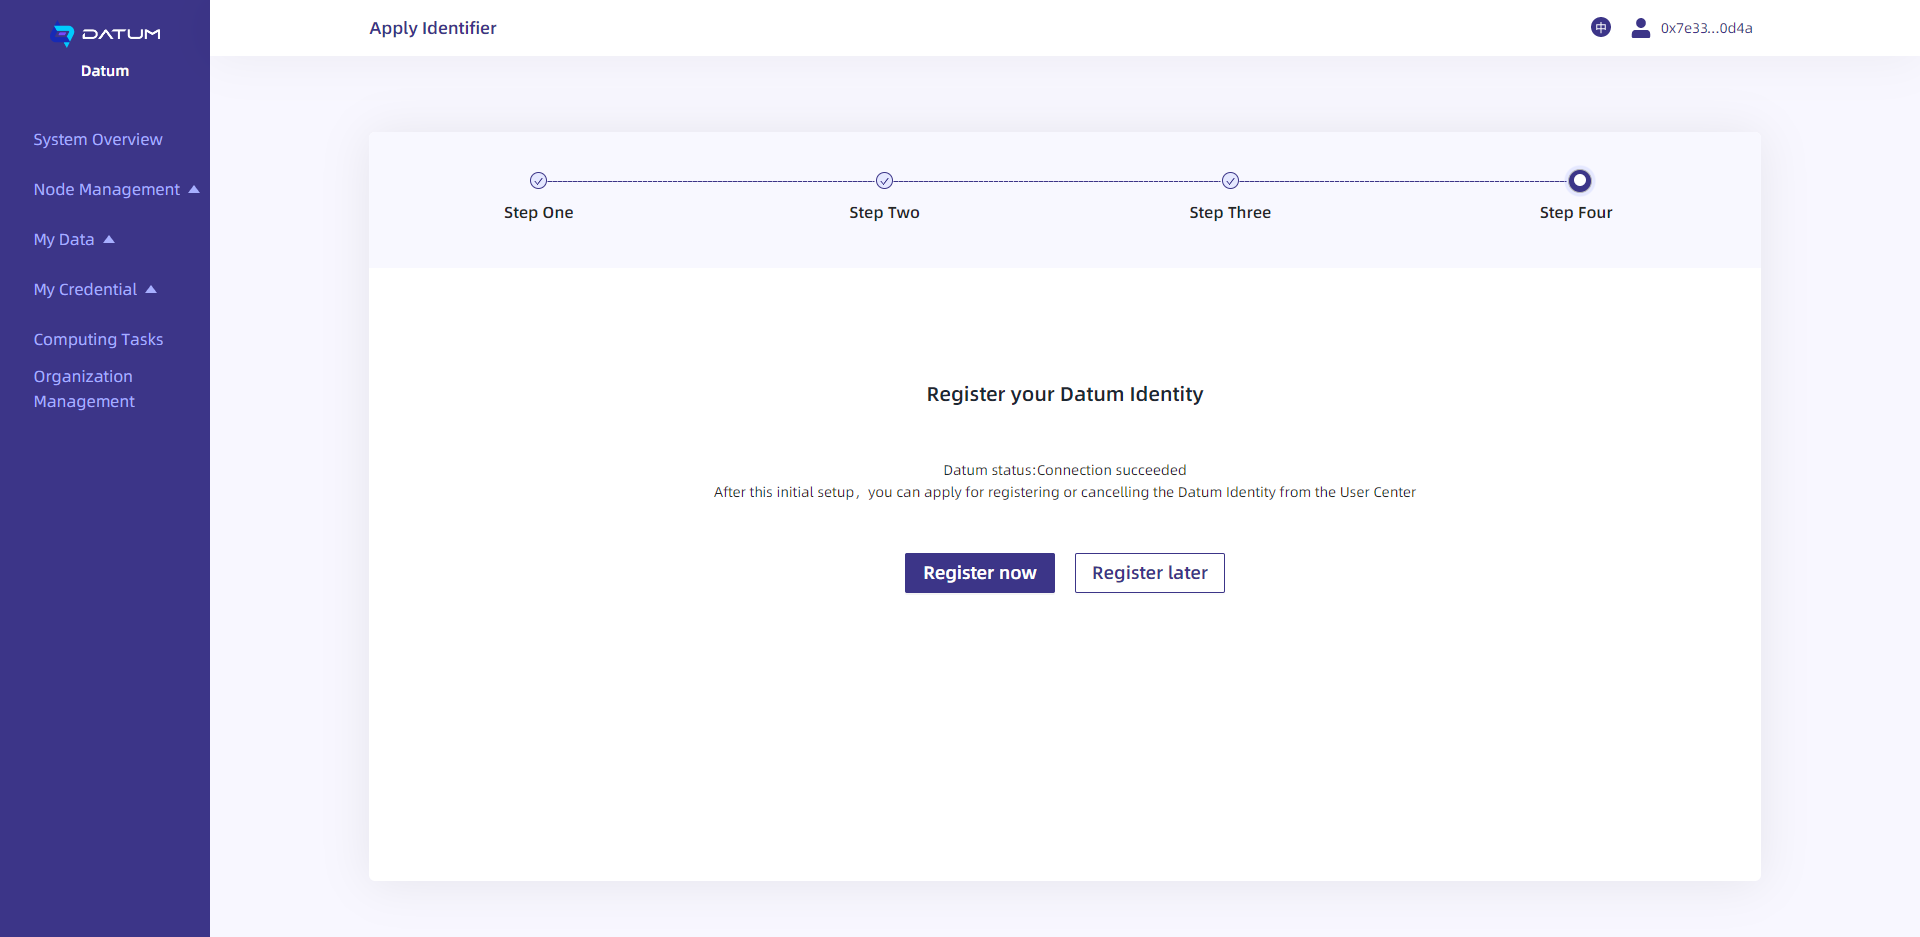 DATUM
Datum
System Overview
Node Management
My Data
My Credential
Computing Tasks
Organization
Management
Apply Identifier
中
0x7e33...0d4a
Step One
Step Two
Step Three
Step Four
Register your Datum Identity
Datum status:Connection succeeded
After this initial setup，you can apply for registering or cancelling the Datum Identity from the User Center
Register now
Register later